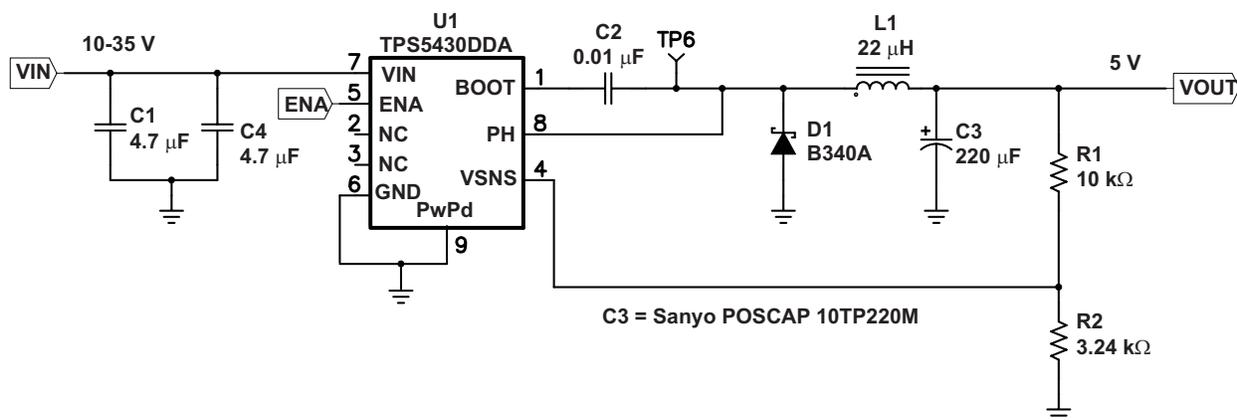 U1
TPS5430DDA
10-35 V
VIN
C1
4.7 μF
C4
4.7 μF
ENA
7
5
2
3
6
VIN
ENA
NC
NC
GND
BOOT
PH
VSNS
PwPd
1
8
4
9
C2
0.01 μF
TP6
L1
22 μH
5 V
VOUT
D1
B340A
C3
220 μF
R1
10 kΩ
C3 = Sanyo POSCAP 10TP220M
R2
3.24 kΩ